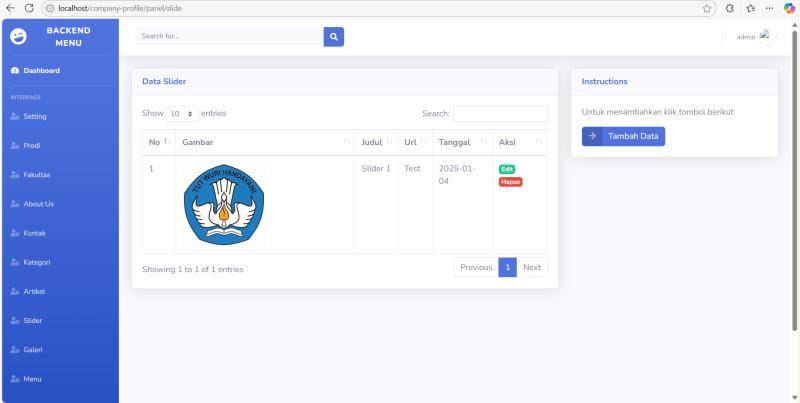 localhost/company-profile/panel/slide
BACKEND
MENU
Dashboard
INTERFACE
Setting
Prodi
Fakultas
About Us
Kontak
Kategori
Artikel
Slider
Galeri
Menu
Search for...
admin
Data Slider
Show 10 entries
Search:
No Gambar Judul Url Tanggal Aksi
1 TUT WURI HANDAYANI Slider 1 Test 2025-01-
04
Edit
Hapus
Showing 1 to 1 of 1 entries
Previous 1 Next
Instructions
Untuk menambahkan klik tombol berikut
Tambah Data